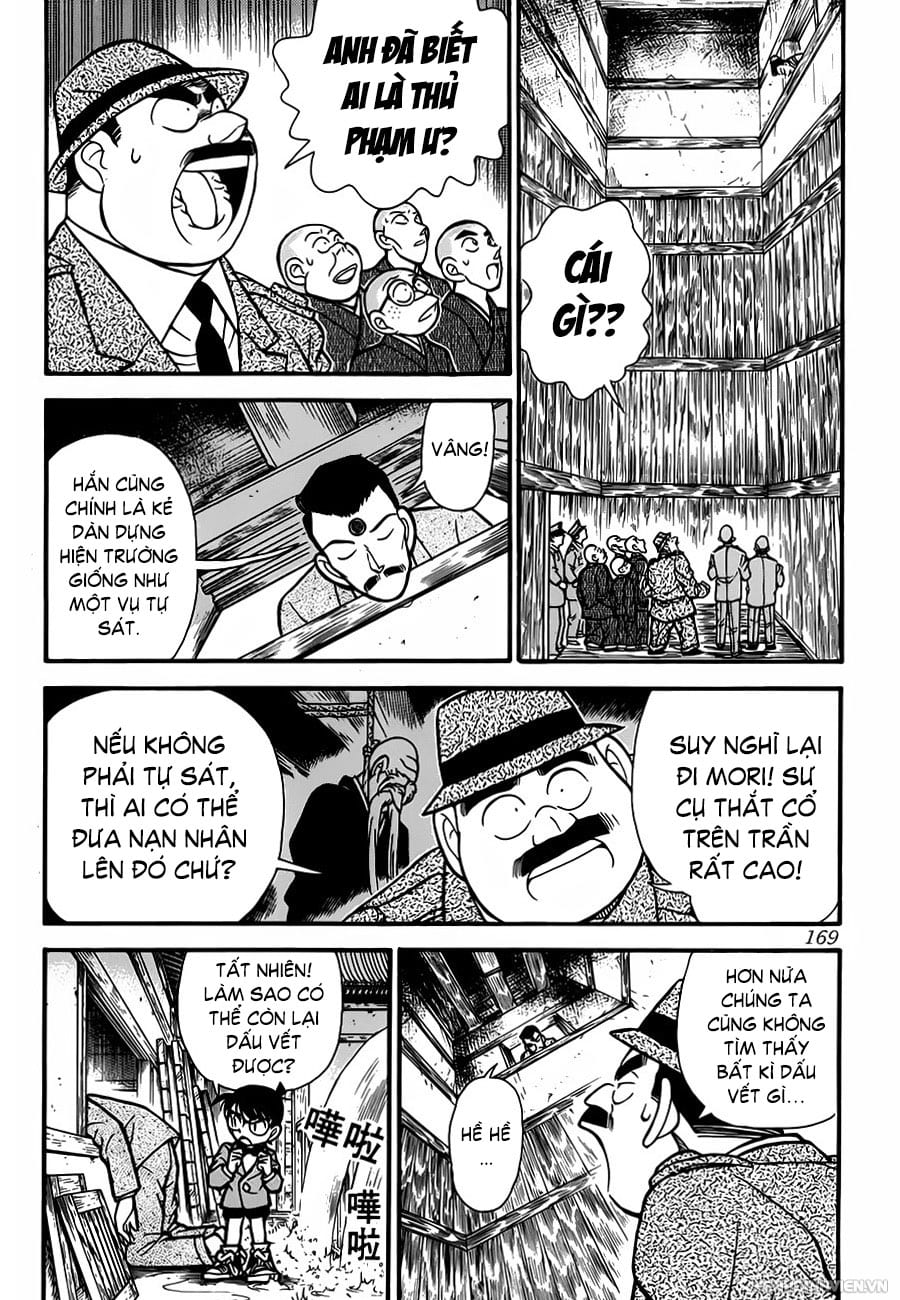 CÁI
GÌ??
ANH ĐÃ BIẾT
AI LÀ THỦ
PHẠM Ư?
VÂNG!
HẮN CŨNG
CHÍNH LÀ KẺ
DÀN DỰNG
HIỆN TRƯỜNG
GIỐNG NHƯ
MỘT VỤ TỰ
SÁT.
SUY NGHĨ LẠI
ĐI MORI! SƯ
CỤ THẮT CỔ
TRÊN TRẦN
RẤT CAO!
NẾU KHÔNG
PHẢI TỰ SÁT,
THÌ AI CÓ THỂ
ĐƯA NẠN NHÂN
LÊN ĐÓ CHỨ?
169
HƠN NỮA
CHÚNG TA
CŨNG KHÔNG
TÌM THẤY
BẤT KÌ DẤU
VẾT GÌ...
HỀ HỀ
...
TẤT NHIÊN!
LÀM SAO CÓ
THỂ CÒN LẠI
DẤU VẾT
ĐƯỢC?
嘩啦
嘩啦